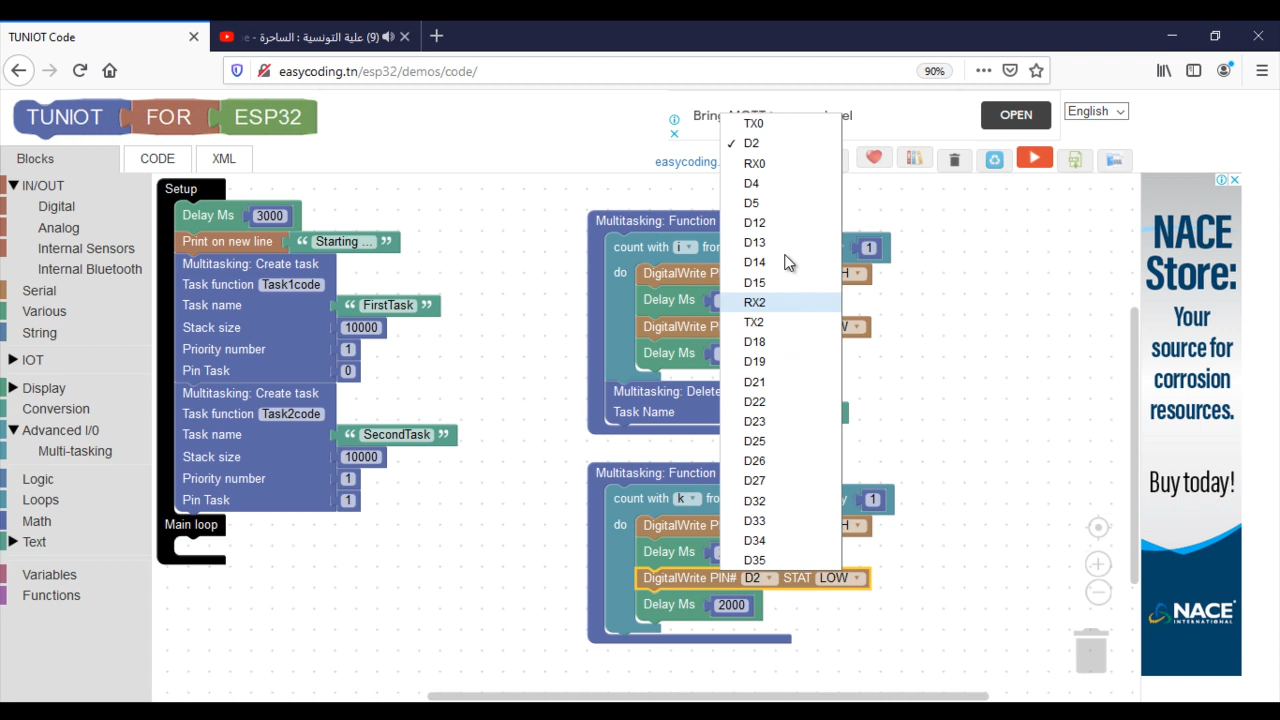 TUNIOT Code
(9) علية التونسية : الساحرة - e
easycoding.tn/esp32/demos/code/
90%
TUNIOT FOR ESP32
Bring
level
OPEN
English
Blocks
CODE
XML
easycoding.
IN/OUT
Digital
Analog
Internal Sensors
Internal Bluetooth
Serial
Various
String
IOT
Display
Conversion
Advanced I/0
Multi-tasking
Logic
Loops
Math
Text
Variables
Functions
Setup
Delay Ms 3000
Print on new line “ Starting ... ”
Multitasking: Create task
Task function Task1code
Task name “ FirstTask ”
Stack size 10000
Priority number 1
Pin Task 0
Multitasking: Create task
Task function Task2code
Task name “ SecondTask ”
Stack size 10000
Priority number 1
Pin Task 1
Main loop
Multitasking: Function
count with i 1
do DigitalWrite H
Delay Ms
DigitalWrite W
Delay Ms
Multitasking: Delete
Task Name
Multitasking: Function
count with k y 1
do DigitalWrite H
Delay Ms
DigitalWrite PIN# D2 STAT LOW
Delay Ms 2000
TX0
✓ D2
RX0
D4
D5
D12
D13
D14
D15
RX2
TX2
D18
D19
D21
D22
D23
D25
D26
D27
D32
D33
D34
D35
NACE
Store:
Your
source for
corrosion
resources.
Buy today!
NACE
INTERNATIONAL